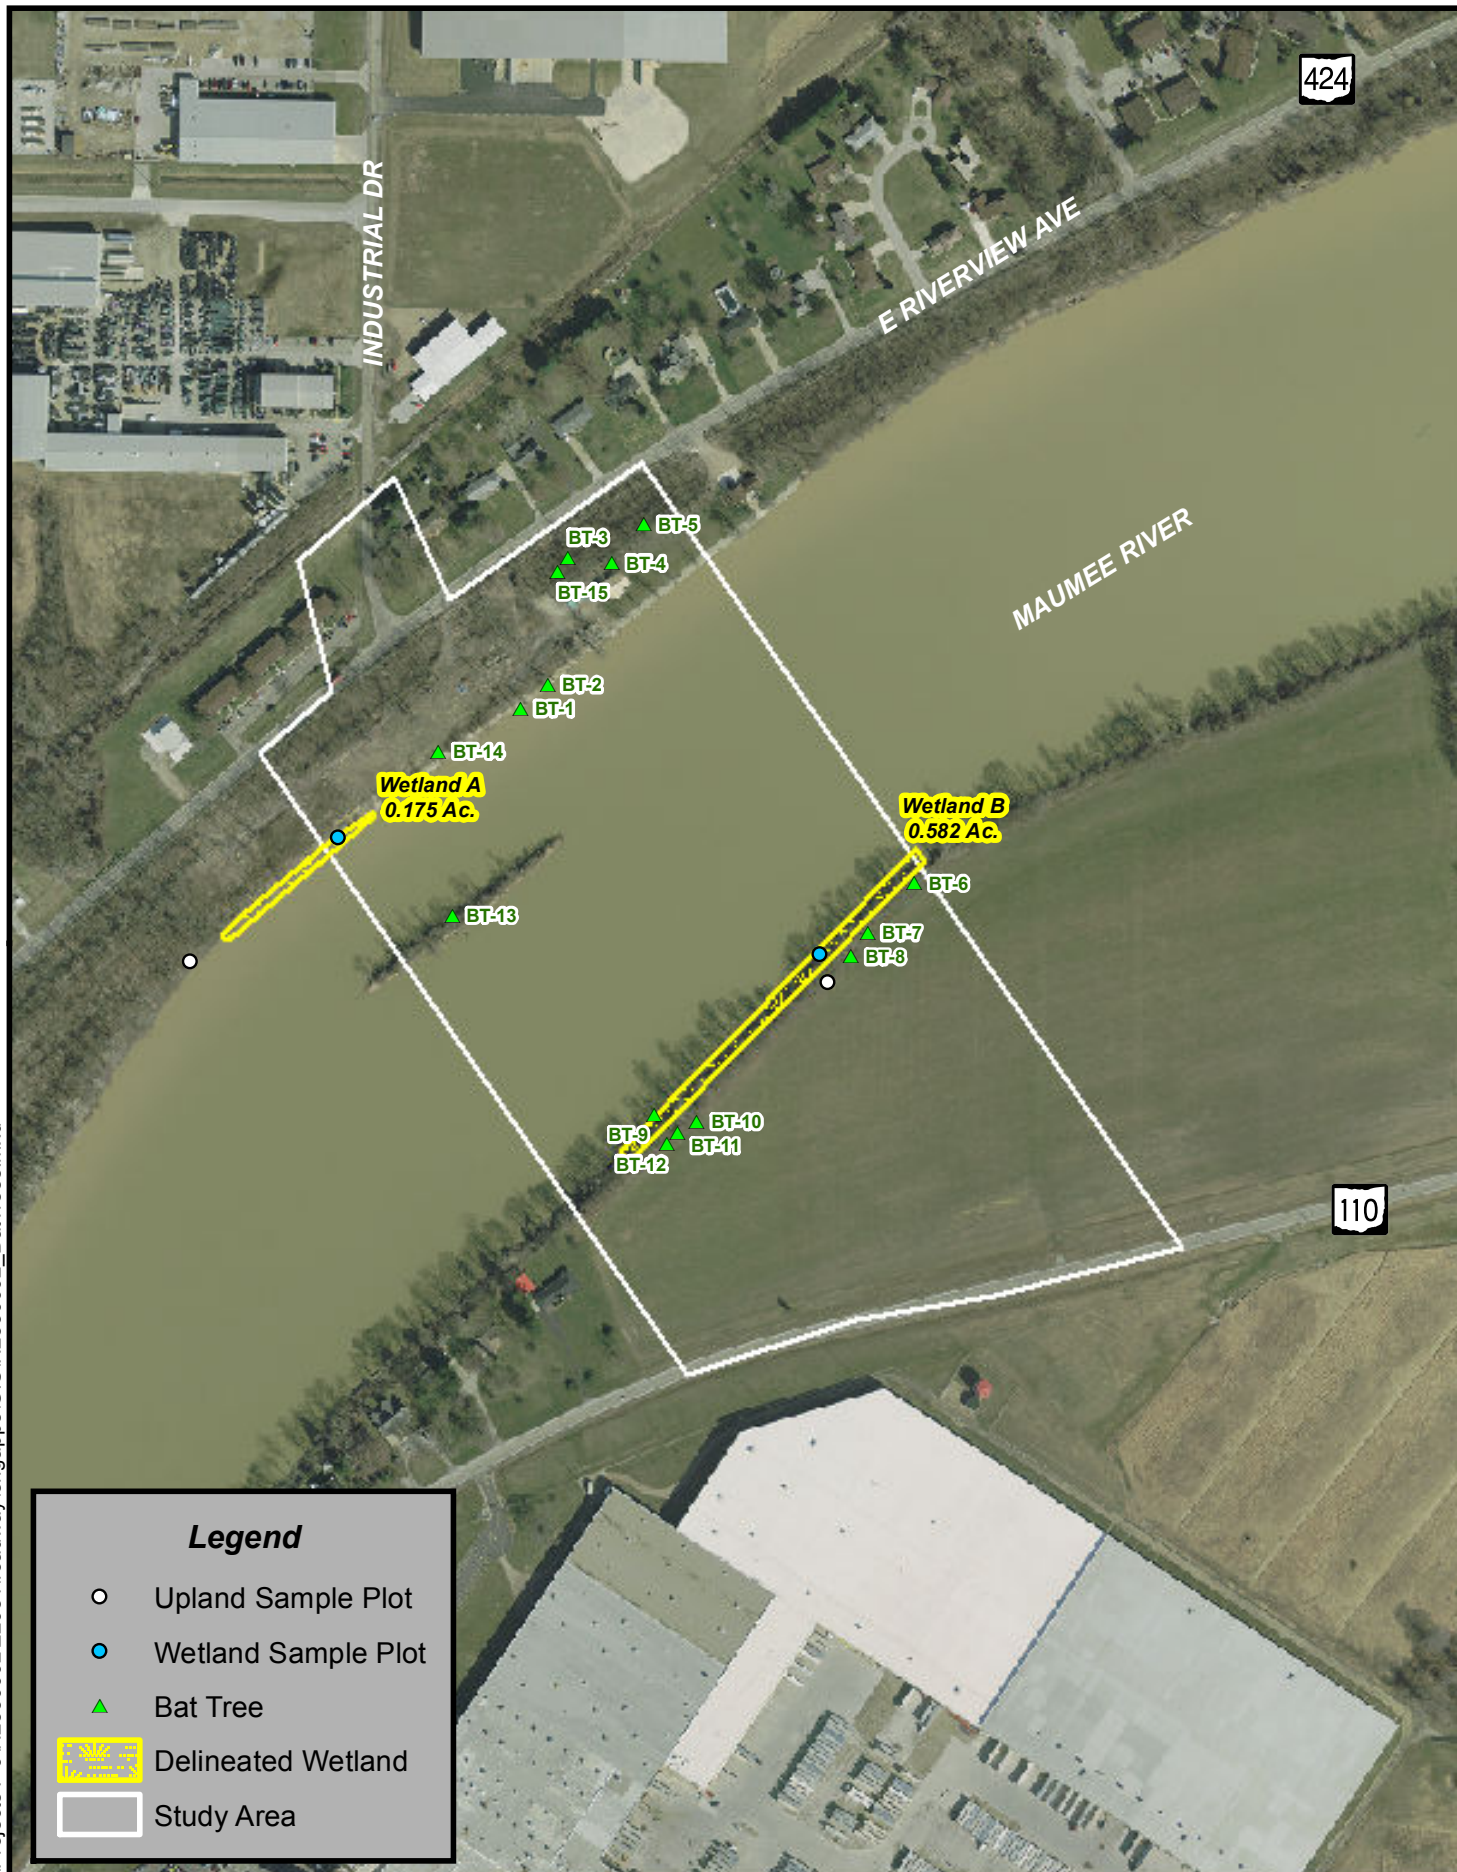 424
INDUSTRIAL DR
E RIVERVIEW AVE
MAUMEE RIVER
BT-5
BT-3
BT-4
BT-15
BT-2
BT-1
BT-14
Wetland A
0.175 Ac.
Wetland B
0.582 Ac.
BT-6
BT-13
BT-7
BT-8
BT-10
BT-9
BT-11
BT-12
110
Legend
Upland Sample Plot
Wetland Sample Plot
Bat Tree
Delineated Wetland
Study Area